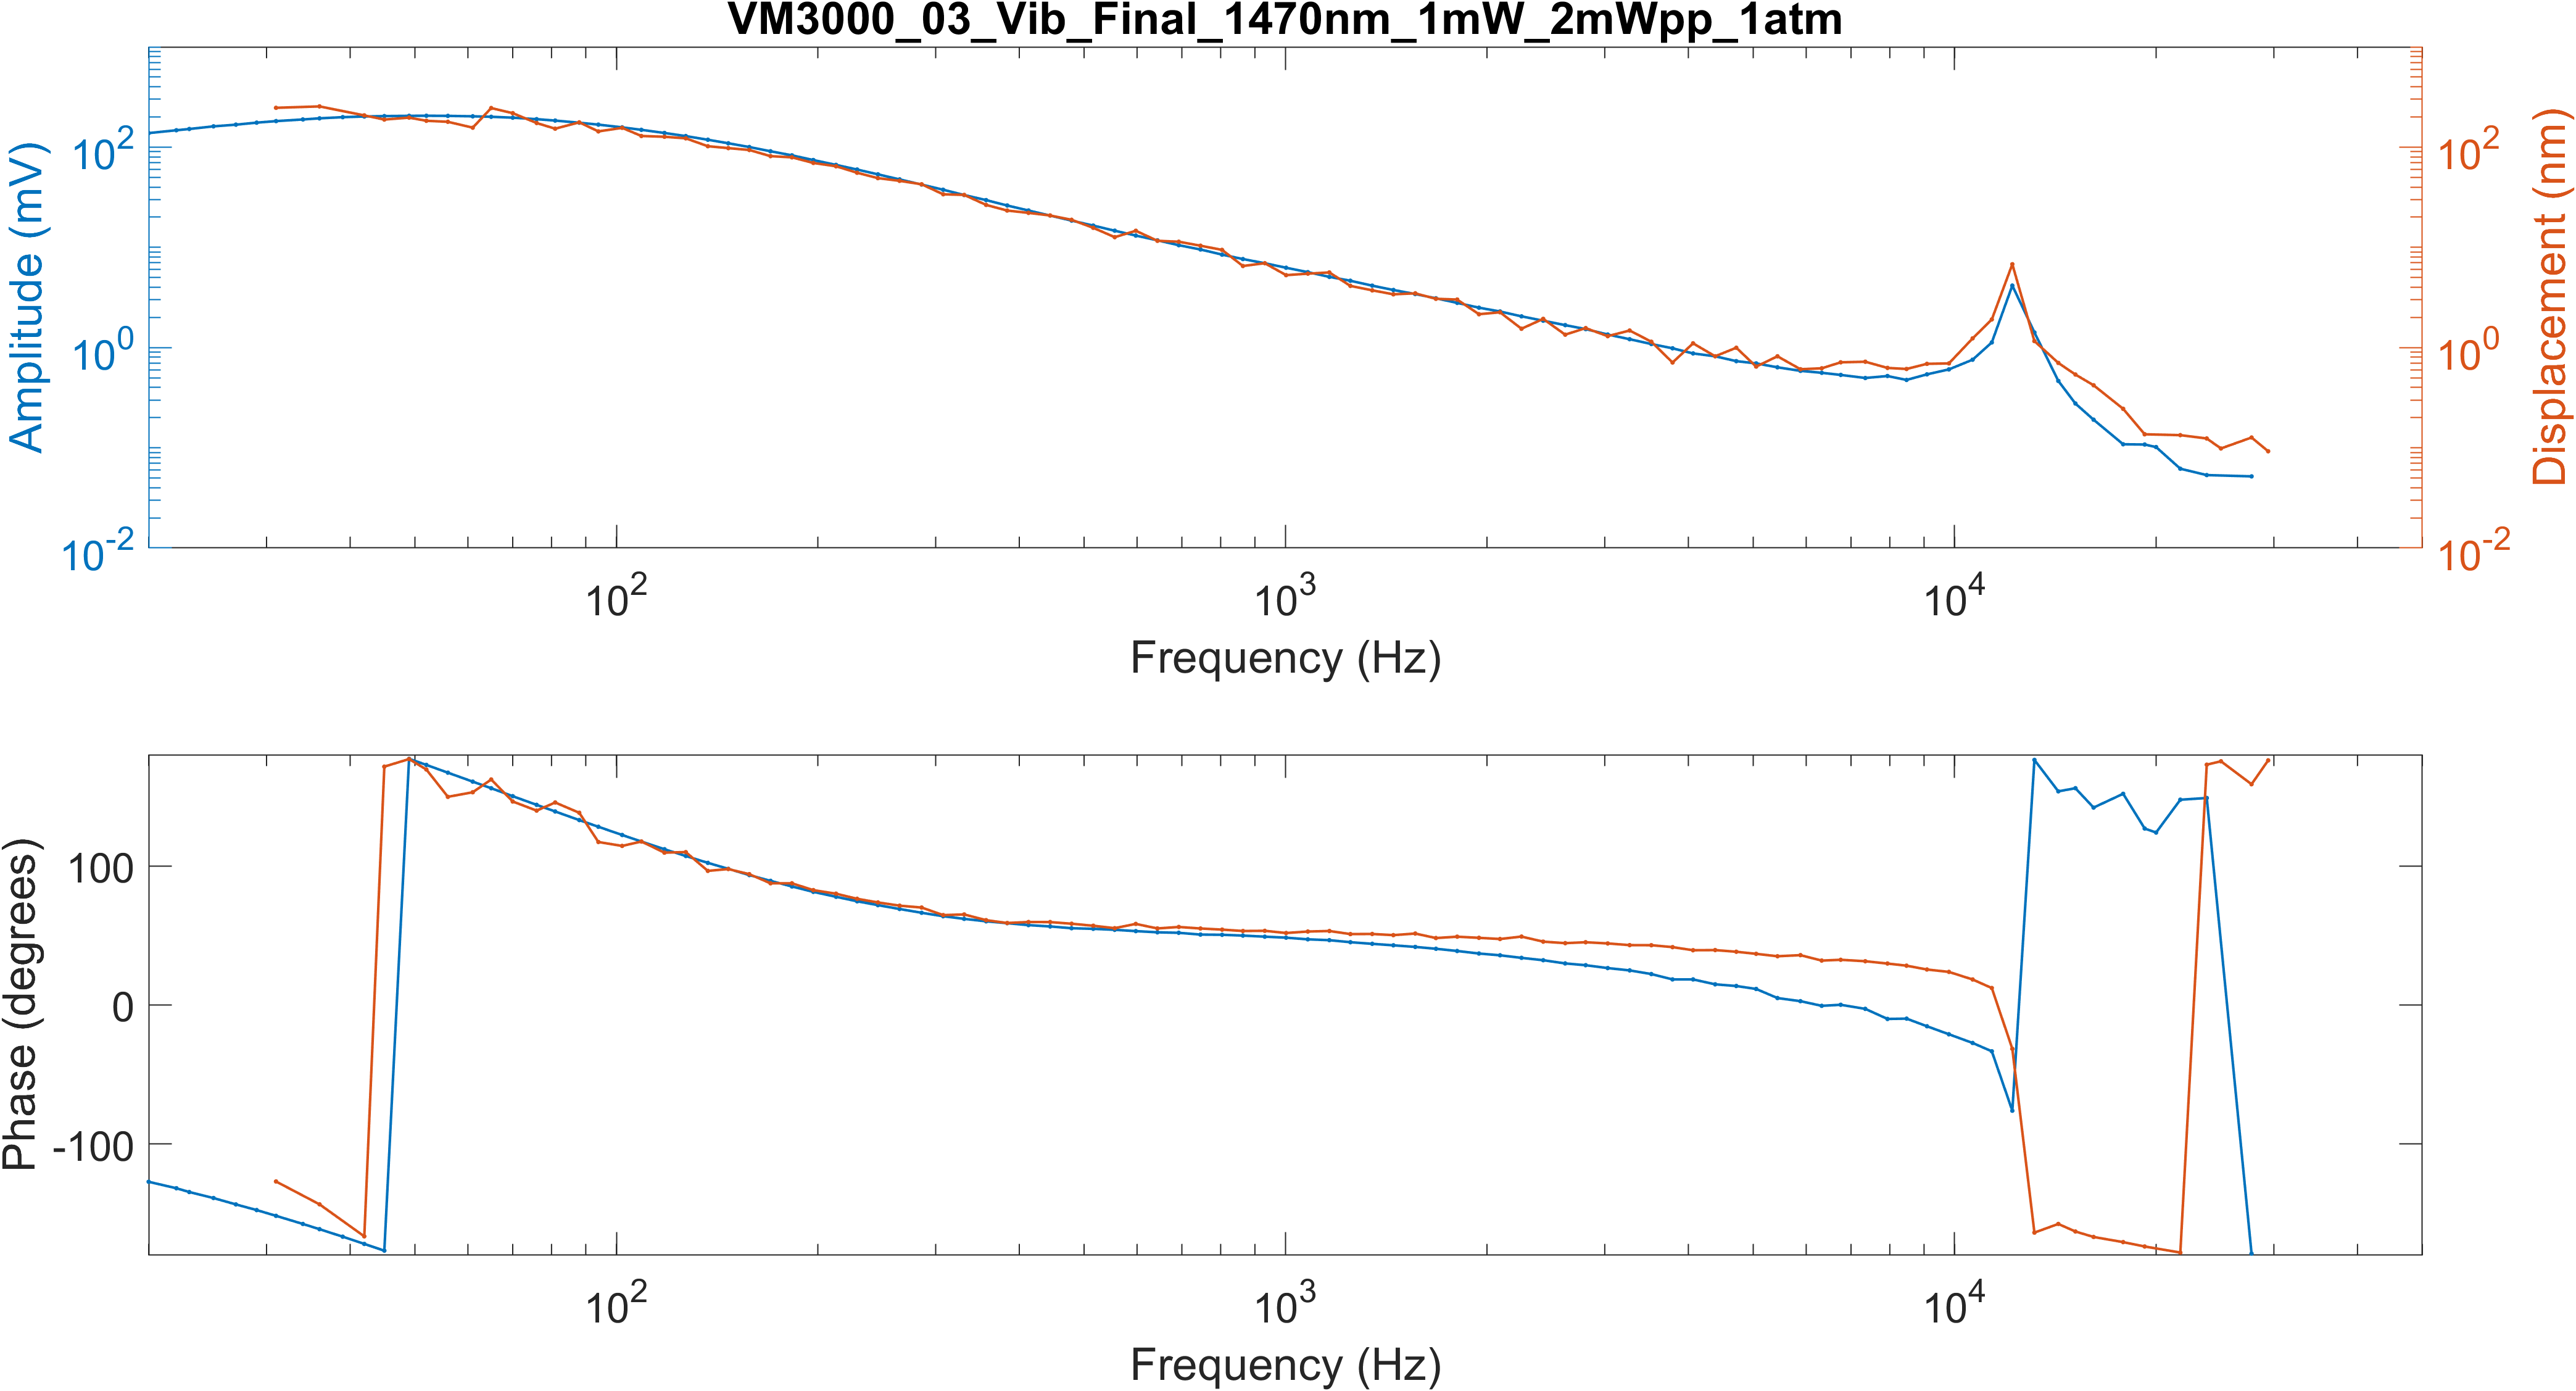 VM3000_03_Vib_Final_1470nm_1mW_2mWpp_1atm
Amplitude (mV)
10^2
10^0
10^-2
Displacement (nm)
10^2
10^0
10^-2
10^2
10^3
10^4
Frequency (Hz)
Phase (degrees)
100
0
-100
10^2
10^3
10^4
Frequency (Hz)